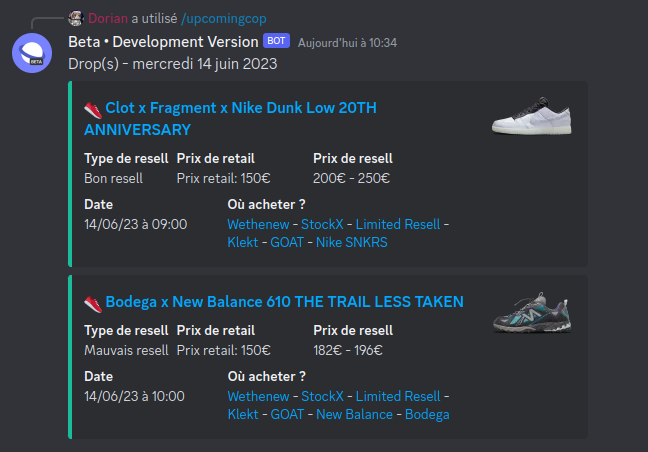 Dorian a utilisé /upcomingcop
Beta • Development Version BOT Aujourd'hui à 10:34
BETA
Drop(s) - mercredi 14 juin 2023
Clot x Fragment x Nike Dunk Low 20TH
ANNIVERSARY
Type de resell Prix de retail Prix de resell
Bon resell Prix retail: 150€ 200€ - 250€
Date Où acheter ?
14/06/23 à 09:00 Wethenew - StockX - Limited Resell -
Klekt - GOAT - Nike SNKRS
Bodega x New Balance 610 THE TRAIL LESS TAKEN
Type de resell Prix de retail Prix de resell
Mauvais resell Prix retail: 150€ 182€ - 196€
Date Où acheter ?
14/06/23 à 10:00 Wethenew - StockX - Limited Resell -
Klekt - GOAT - New Balance - Bodega